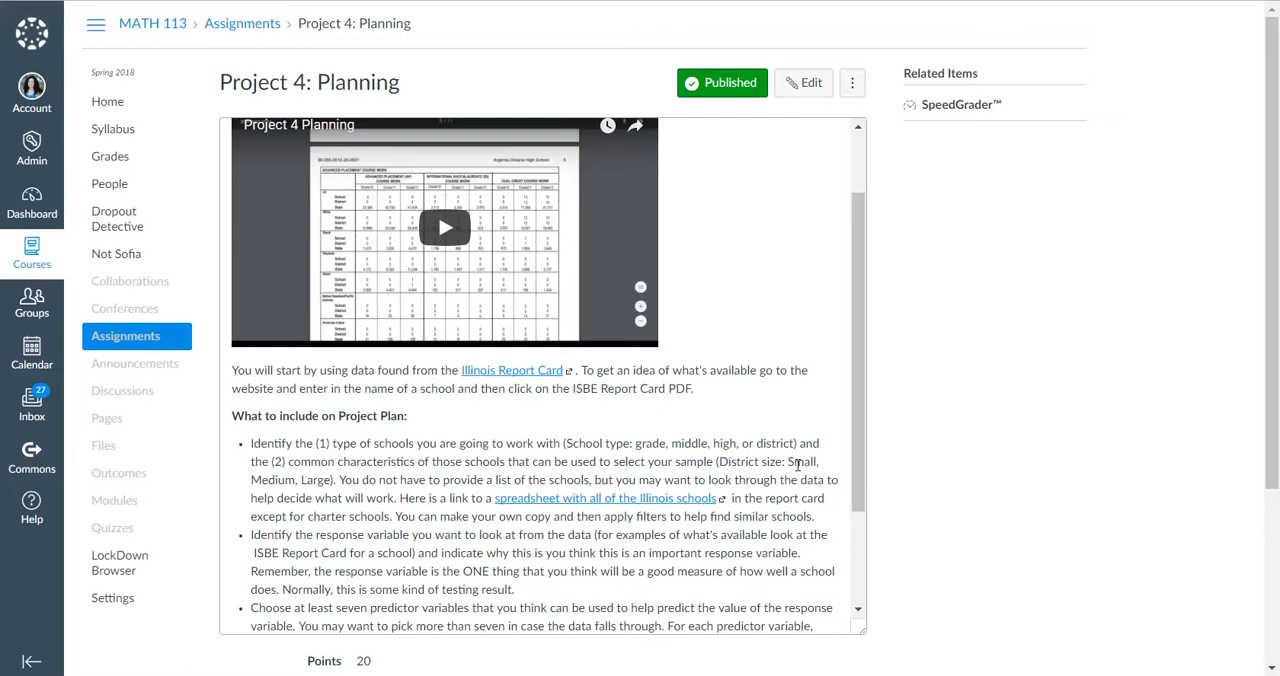 MATH 113 › Assignments › Project 4: Planning
Account
Admin
Dashboard
Courses
Groups
Calendar
27
Inbox
Commons
Help
Spring 2018
Home
Syllabus
Grades
People
Dropout
Detective
Not Sofia
Collaborations
Conferences
Assignments
Announcements
Discussions
Pages
Files
Outcomes
Modules
Quizzes
LockDown
Browser
Settings
Project 4: Planning
Published
Edit
Project 4 Planning
Argenta-Oreana High School 5
ADVANCED PLACEMENT COURSE WORK
You will start by using data found from the Illinois Report Card . To get an idea of what's available go to the
website and enter in the name of a school and then click on the ISBE Report Card PDF.
What to include on Project Plan:
• Identify the (1) type of schools you are going to work with (School type: grade, middle, high, or district) and
the (2) common characteristics of those schools that can be used to select your sample (District size: Small,
Medium, Large). You do not have to provide a list of the schools, but you may want to look through the data to
help decide what will work. Here is a link to a spreadsheet with all of the Illinois schools in the report card
except for charter schools. You can make your own copy and then apply filters to help find similar schools.
• Identify the response variable you want to look at from the data (for examples of what's available look at the
ISBE Report Card for a school) and indicate why this is you think this is an important response variable.
Remember, the response variable is the ONE thing that you think will be a good measure of how well a school
does. Normally, this is some kind of testing result.
• Choose at least seven predictor variables that you think can be used to help predict the value of the response
variable. You may want to pick more than seven in case the data falls through. For each predictor variable,
Points 20
Related Items
SpeedGrader™